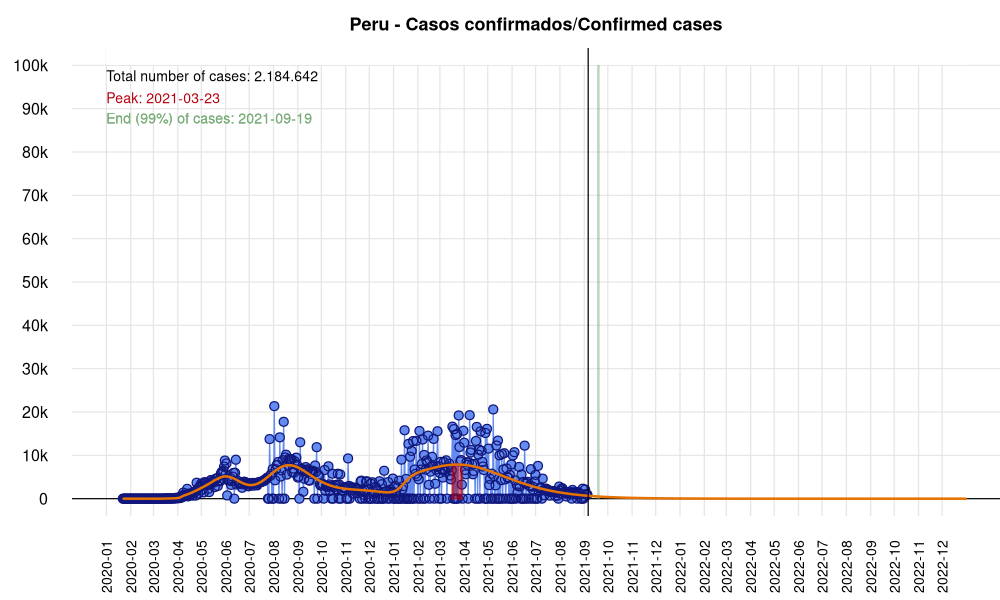 Peru - Casos confirmados/Confirmed cases
Total number of cases: 2.184.642
Peak: 2021-03-23
End (99%) of cases: 2021-09-19
100k
90k
80k
70k
60k
50k
40k
30k
20k
10k
0
2020-01
2020-02
2020-03
2020-04
2020-05
2020-06
2020-07
2020-08
2020-09
2020-10
2020-11
2020-12
2021-01
2021-02
2021-03
2021-04
2021-05
2021-06
2021-07
2021-08
2021-09
2021-10
2021-11
2021-12
2022-01
2022-02
2022-03
2022-04
2022-05
2022-06
2022-07
2022-08
2022-09
2022-10
2022-11
2022-12